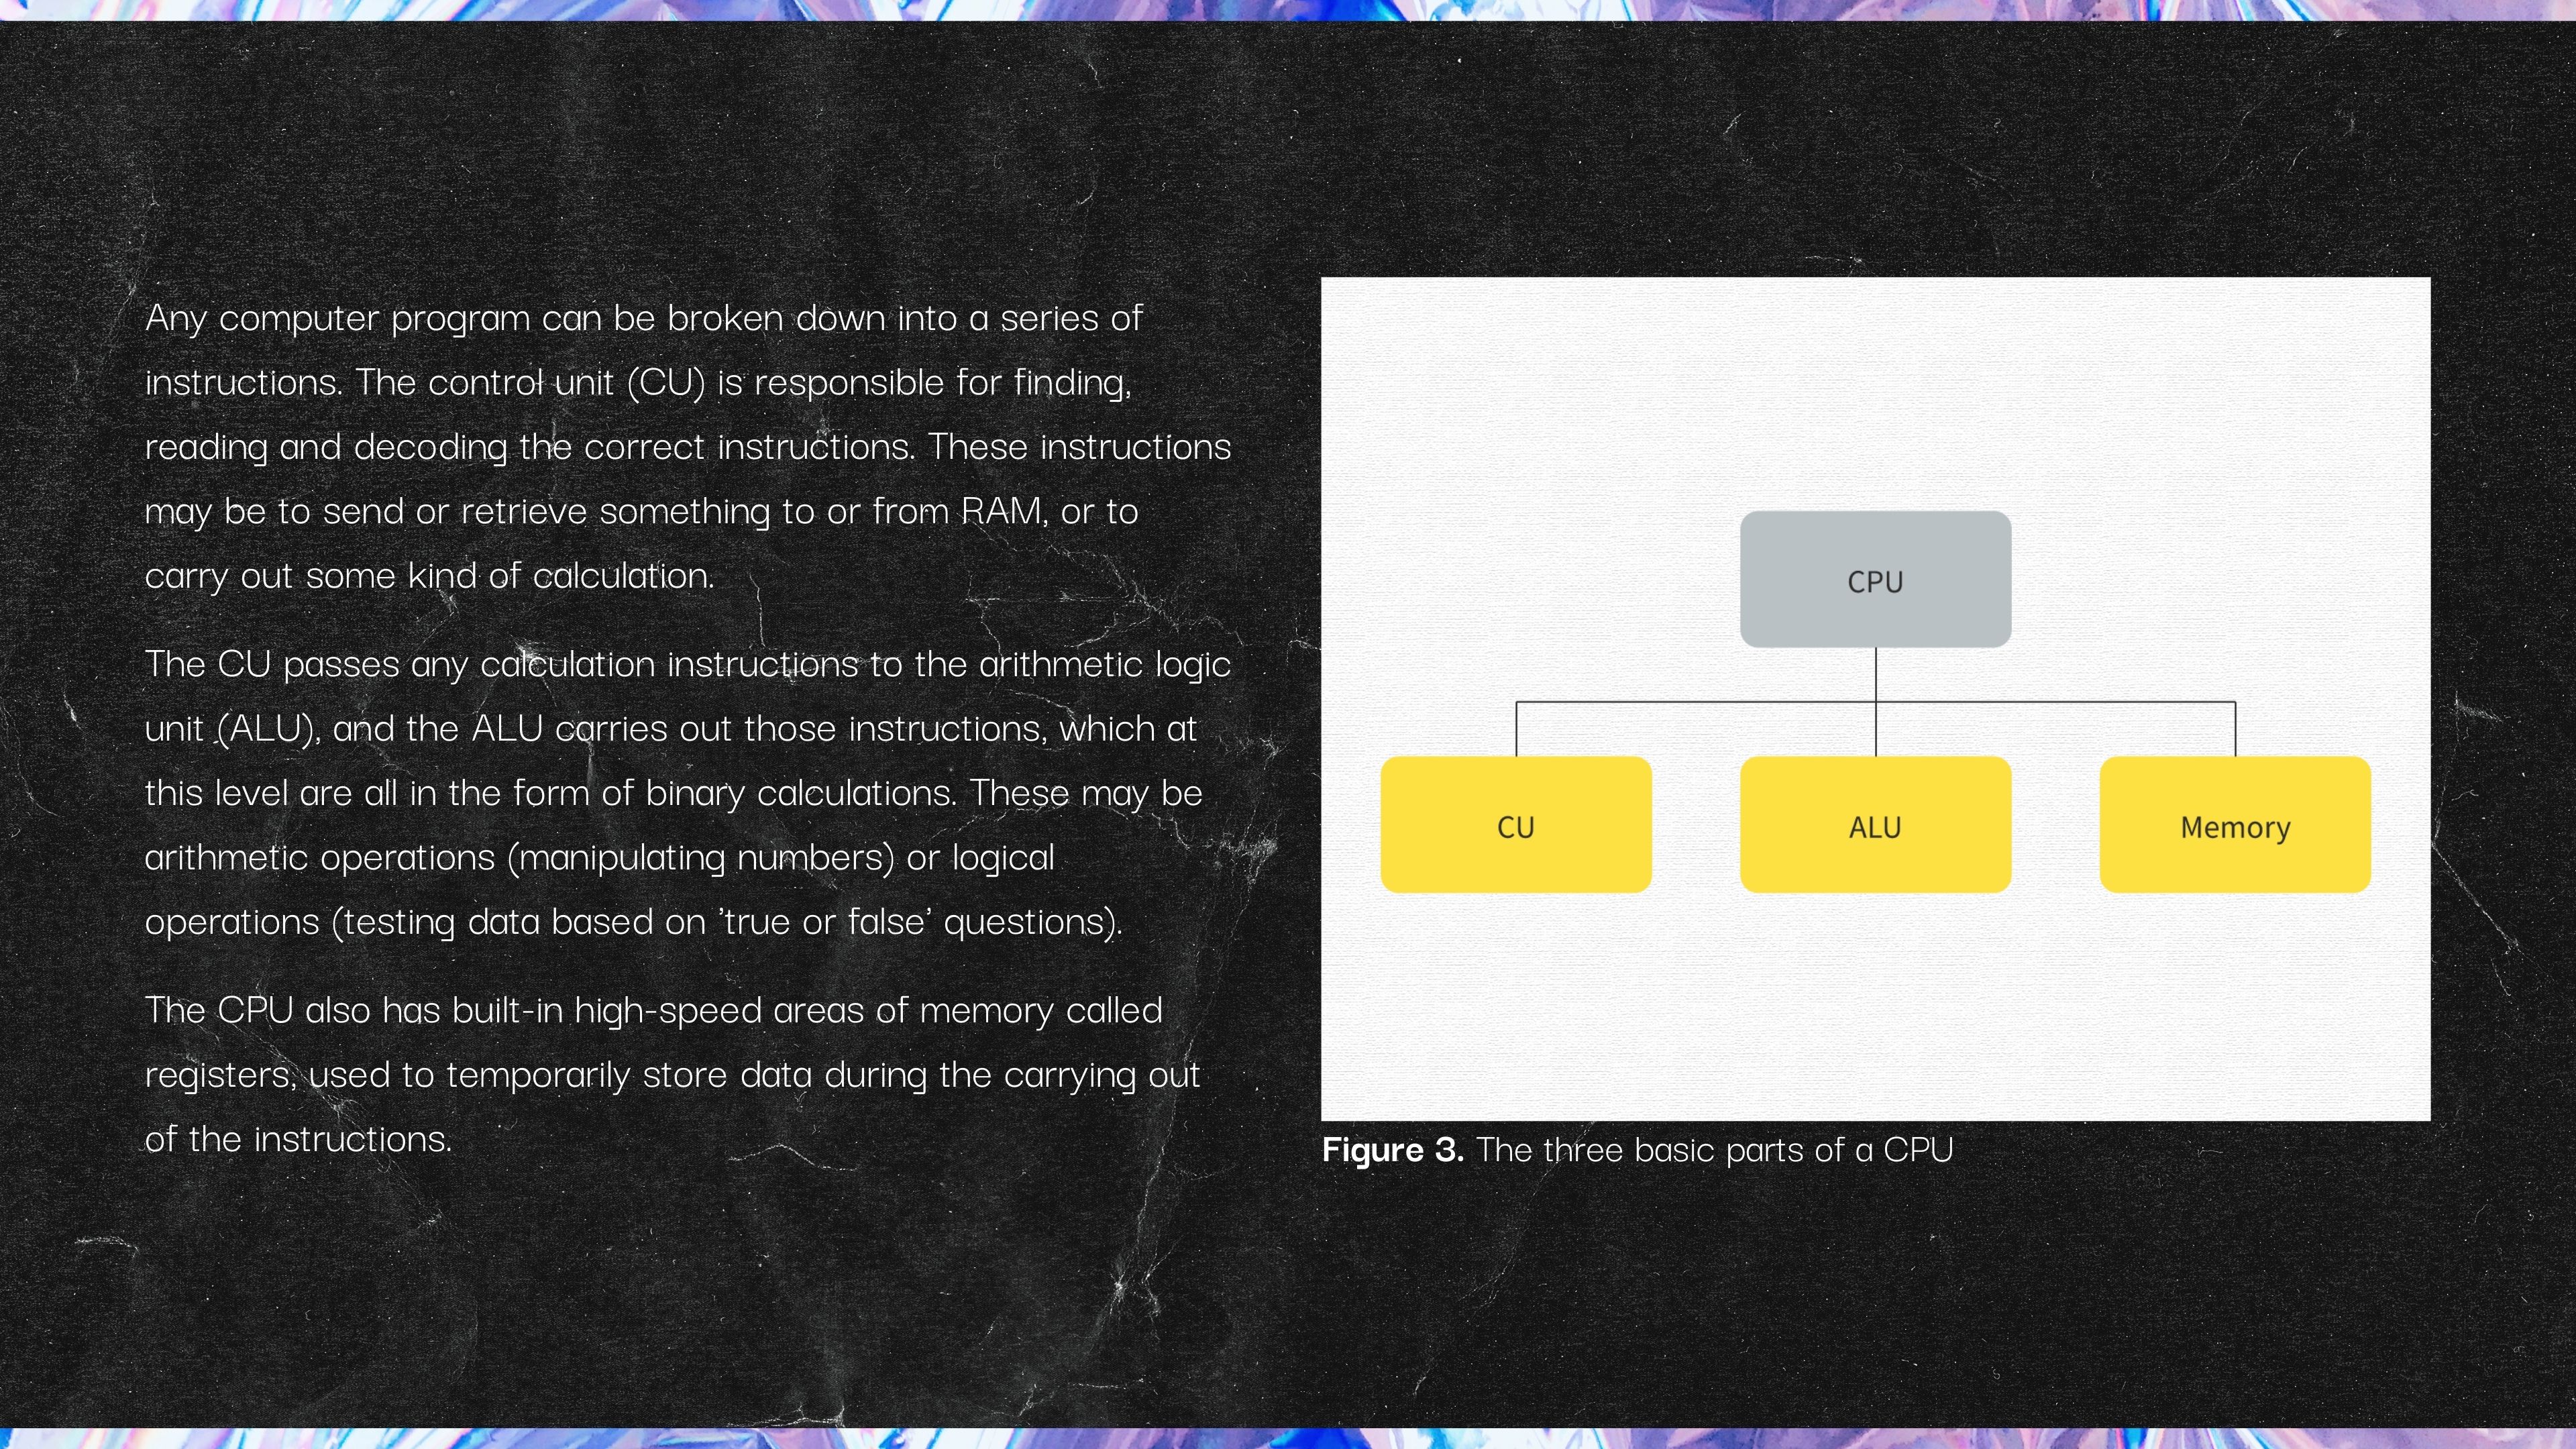 Any computer program can be broken down into a series of
instructions. The control unit (CU) is responsible for finding,
reading and decoding the correct instructions. These instructions
may be to send or retrieve something to or from RAM, or to
carry out some kind of calculation.
The CU passes any calculation instructions to the arithmetic logic
unit (ALU), and the ALU carries out those instructions, which at
this level are all in the form of binary calculations. These may be
arithmetic operations (manipulating numbers) or logical
operations (testing data based on 'true or false' questions).
The CPU also has built-in high-speed areas of memory called
registers, used to temporarily store data during the carrying out
of the instructions.
CPU
CU
ALU
Memory
Figure 3. The three basic parts of a CPU